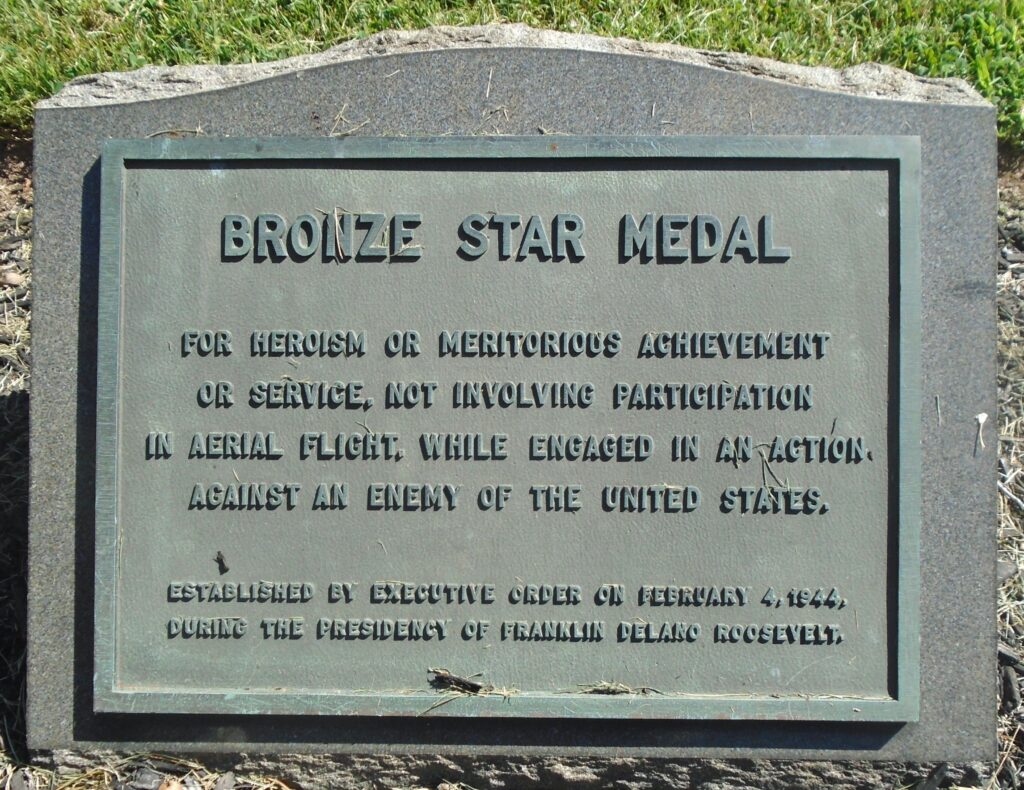 BRONZE STAR MEDAL
FOR HEROISM OR MERITORIOUS ACHIEVEMENT
OR SERVICE, NOT INVOLVING PARTICIPATION
IN AERIAL FLIGHT, WHILE ENGAGED IN AN ACTION.
AGAINST AN ENEMY OF THE UNITED STATES.
ESTABLISHED BY EXECUTIVE ORDER ON FEBRUARY 4, 1944,
DURING THE PRESIDENCY OF FRANKLIN DELANO ROOSEVELT.